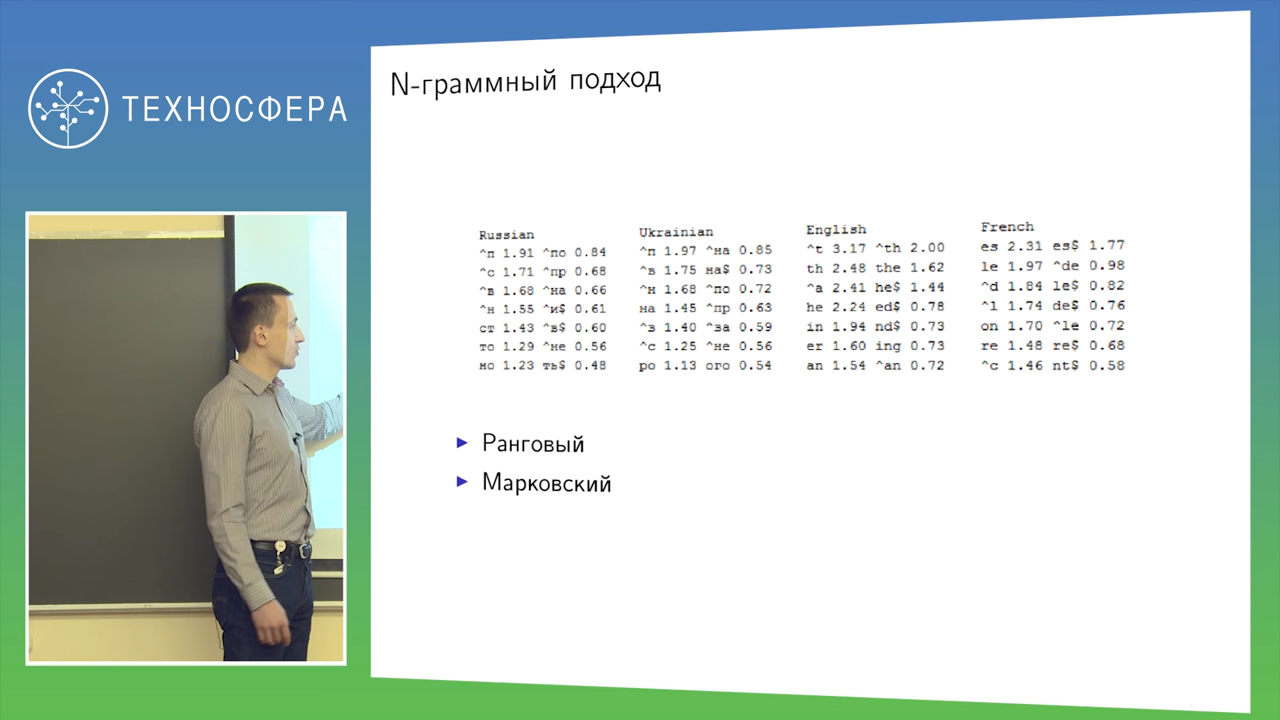 ТЕХНОСФЕРА
N-граммный подход
Russian
^п 1.91 ^по 0.84
^с 1.71 ^пр 0.68
^в 1.68 ^на 0.66
^н 1.55 ^и$ 0.61
ст 1.43 ^в$ 0.60
то 1.29 ^не 0.56
но 1.23 ть$ 0.48
Ukrainian
^п 1.97 ^на 0.85
^в 1.75 на$ 0.73
^н 1.68 ^по 0.72
на 1.45 ^пр 0.63
^з 1.40 ^за 0.59
^с 1.25 ^не 0.56
ро 1.13 ого 0.54
English
^t 3.17 ^th 2.00
th 2.48 the 1.62
^a 2.41 he$ 1.44
he 2.24 ed$ 0.78
in 1.94 nd$ 0.73
er 1.60 ing 0.73
an 1.54 ^an 0.72
French
es 2.31 es$ 1.77
le 1.97 ^de 0.98
^d 1.84 le$ 0.82
^l 1.74 de$ 0.76
on 1.70 ^le 0.72
re 1.48 re$ 0.68
^c 1.46 nt$ 0.58
► Ранговый
► Марковский